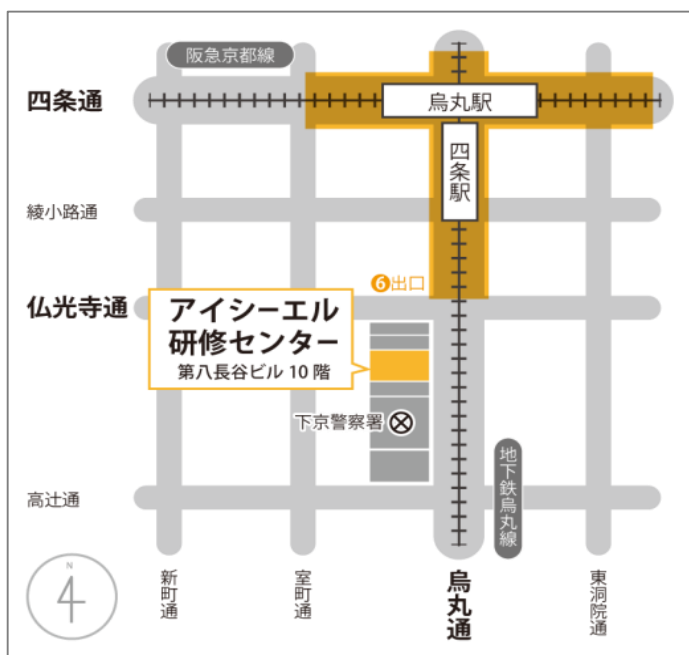 阪急京都線
四条通
烏丸駅
四条駅
綾小路通
❻出口
仏光寺通
アイシーエル
研修センター
第八長谷ビル 10 階
下京警察署
地下鉄烏丸線
高辻通
N
新町通
室町通
烏丸通
東洞院通